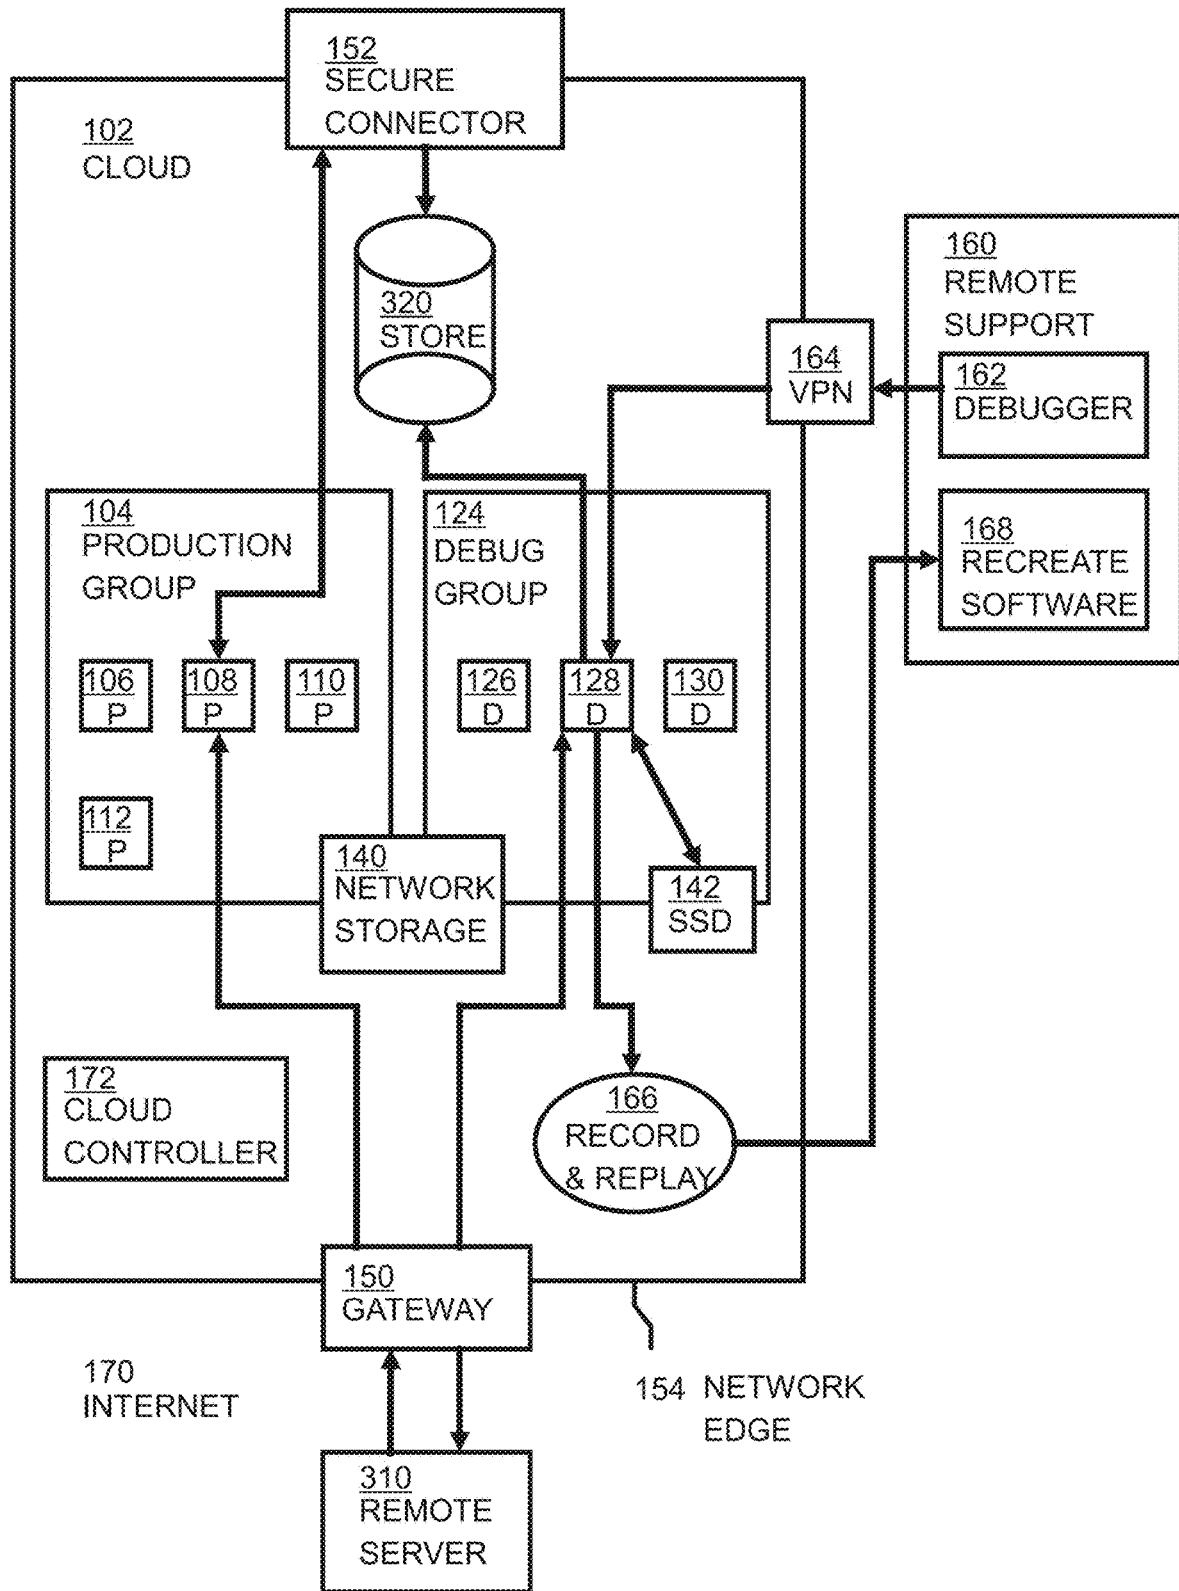 152
SECURE
CONNECTOR
102
CLOUD
320
STORE
160
REMOTE
SUPPORT
164
VPN
162
DEBUGGER
168
RECREATE
SOFTWARE
104
PRODUCTION
GROUP
124
DEBUG
GROUP
106
P
108
P
110
P
126
D
128
D
130
D
112
P
140
NETWORK
STORAGE
142
SSD
172
CLOUD
CONTROLLER
166
RECORD
& REPLAY
150
GATEWAY
170
INTERNET
154 NETWORK
EDGE
310
REMOTE
SERVER